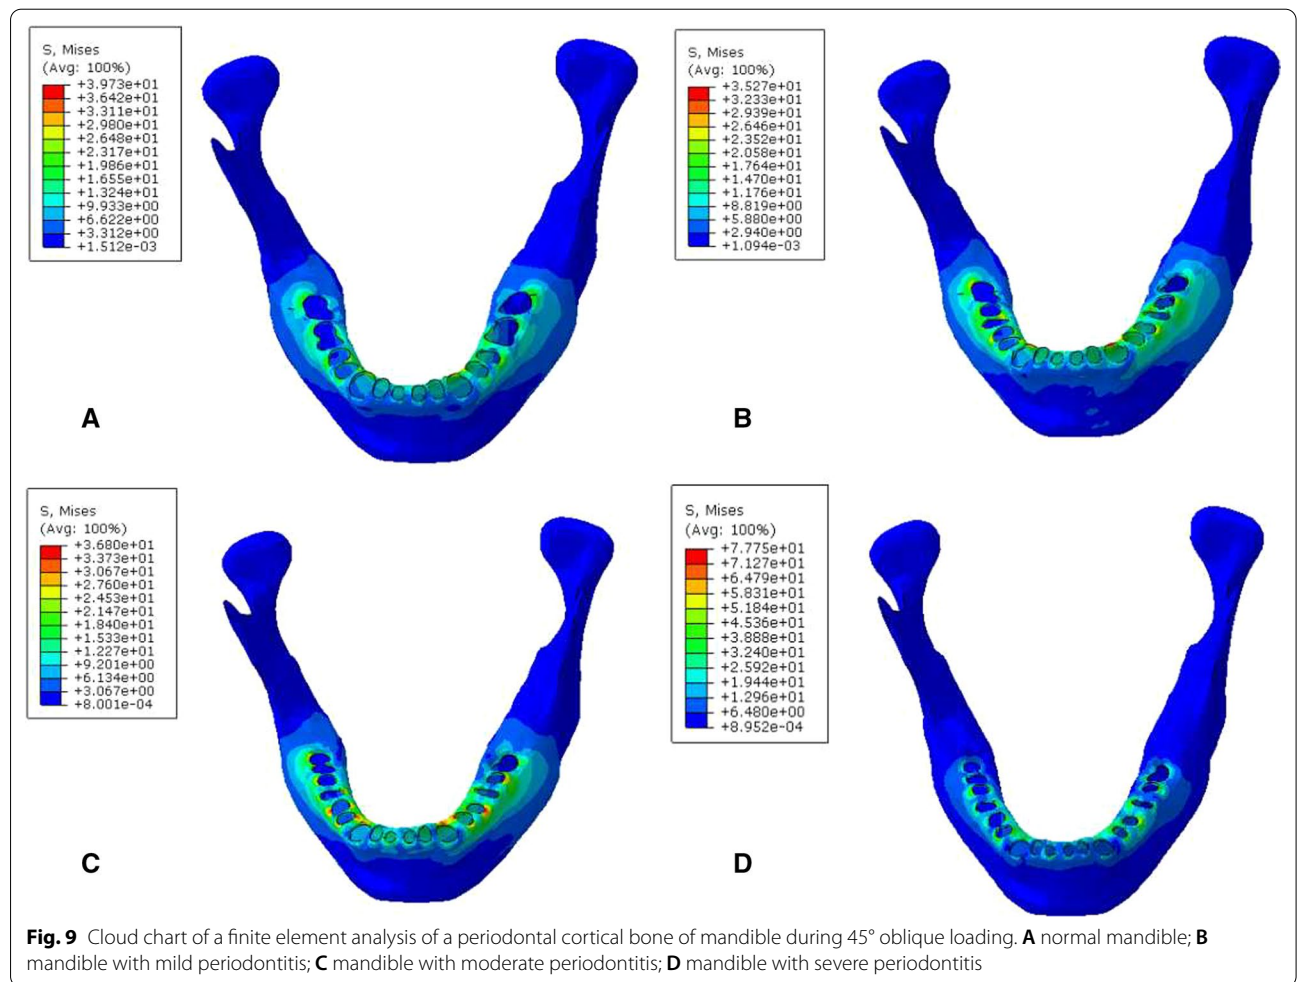 S, Mises
(Avg: 100%)
+3.973e+01
+3.642e+01
+3.311e+01
+2.980e+01
+2.648e+01
+2.317e+01
+1.986e+01
+1.655e+01
+1.324e+01
+9.933e+00
+6.622e+00
+3.312e+00
+1.512e-03
A
S, Mises
(Avg: 100%)
+3.527e+01
+3.233e+01
+2.939e+01
+2.646e+01
+2.352e+01
+2.058e+01
+1.764e+01
+1.470e+01
+1.176e+01
+8.819e+00
+5.880e+00
+2.940e+00
+1.094e-03
B
S, Mises
(Avg: 100%)
+3.680e+01
+3.373e+01
+3.067e+01
+2.760e+01
+2.453e+01
+2.147e+01
+1.840e+01
+1.533e+01
+1.227e+01
+9.201e+00
+6.134e+00
+3.067e+00
+8.001e-04
C
S, Mises
(Avg: 100%)
+7.775e+01
+7.127e+01
+6.479e+01
+5.831e+01
+5.184e+01
+4.536e+01
+3.888e+01
+3.240e+01
+2.592e+01
+1.944e+01
+1.296e+01
+6.480e+00
+8.952e-04
D
Fig. 9 Cloud chart of a finite element analysis of a periodontal cortical bone of mandible during 45° oblique loading. A normal mandible; B
mandible with mild periodontitis; C mandible with moderate periodontitis; D mandible with severe periodontitis